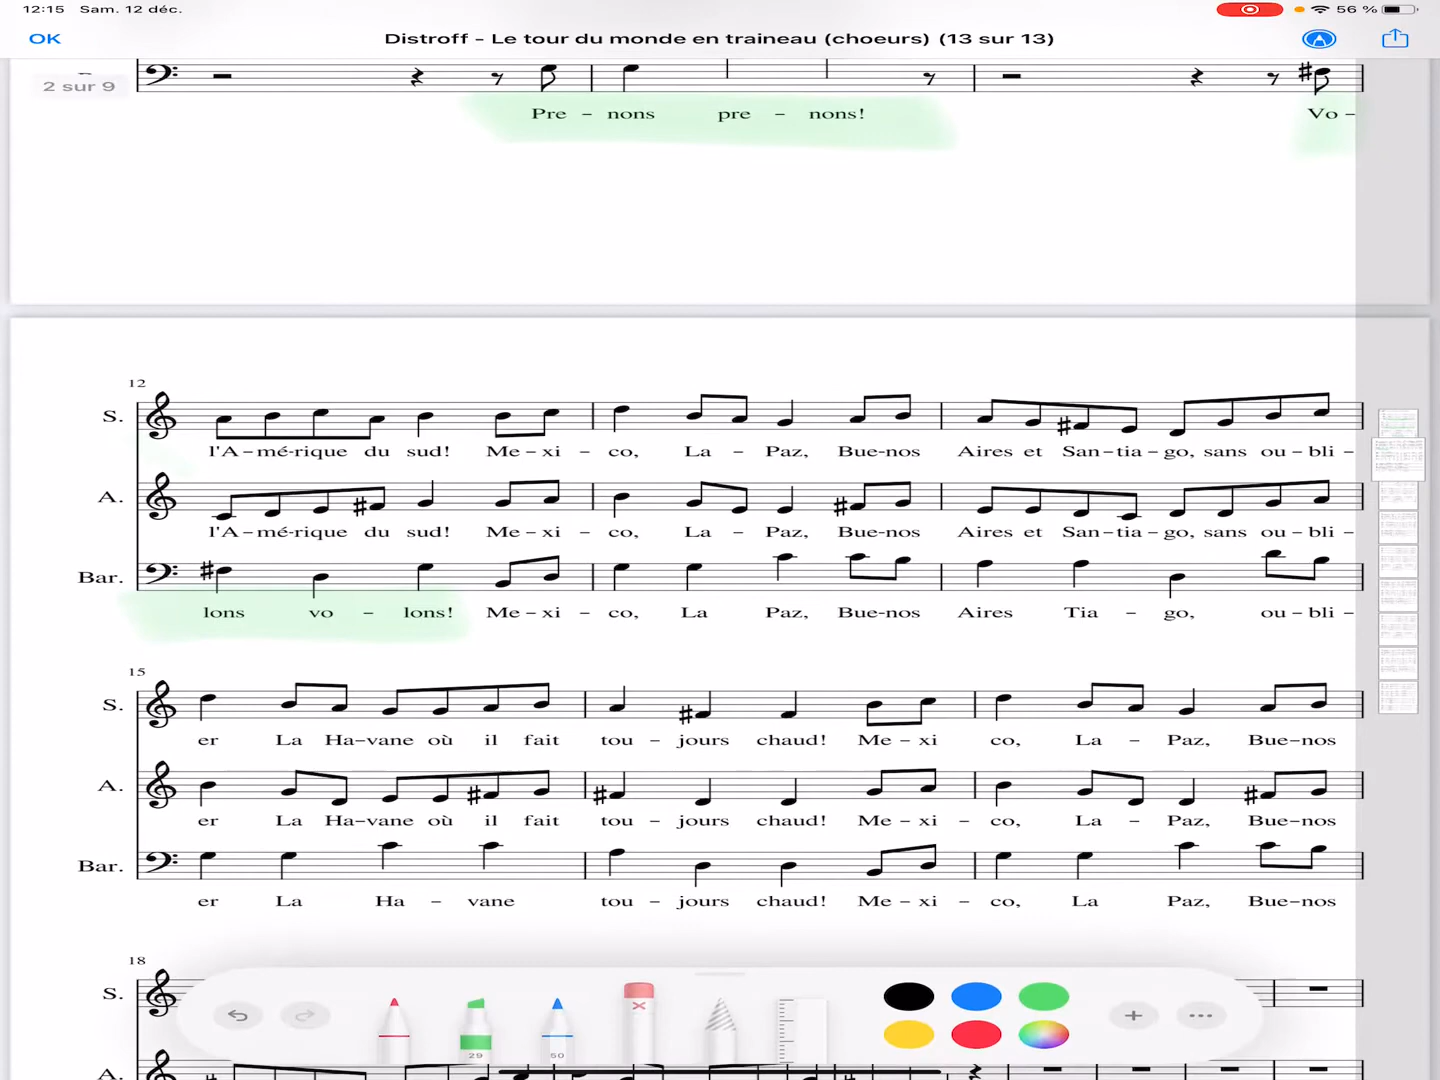 12:15 Sam. 12 déc. 56 %
OK Distroff - Le tour du monde en traineau (choeurs) (13 sur 13)
2 sur 9
Pre - nons pre - nons! Vo -
12
S.
l'A-mé-rique du sud! Me-xi - co, La - Paz, Bue-nos Aires et San-tia-go, sans ou-bli -
A.
l'A-mé-rique du sud! Me-xi - co, La - Paz, Bue-nos Aires et San-tia-go, sans ou-bli -
Bar.
lons vo - lons! Me-xi - co, La Paz, Bue-nos Aires Tia - go, ou-bli -
15
S.
er La Ha-vane où il fait tou - jours chaud! Me-xi co, La - Paz, Bue-nos
A.
er La Ha-vane où il fait tou - jours chaud! Me-xi - co, La - Paz, Bue-nos
Bar.
er La Ha - vane tou - jours chaud! Me-xi - co, La Paz, Bue-nos
18
S.
29 50
A.